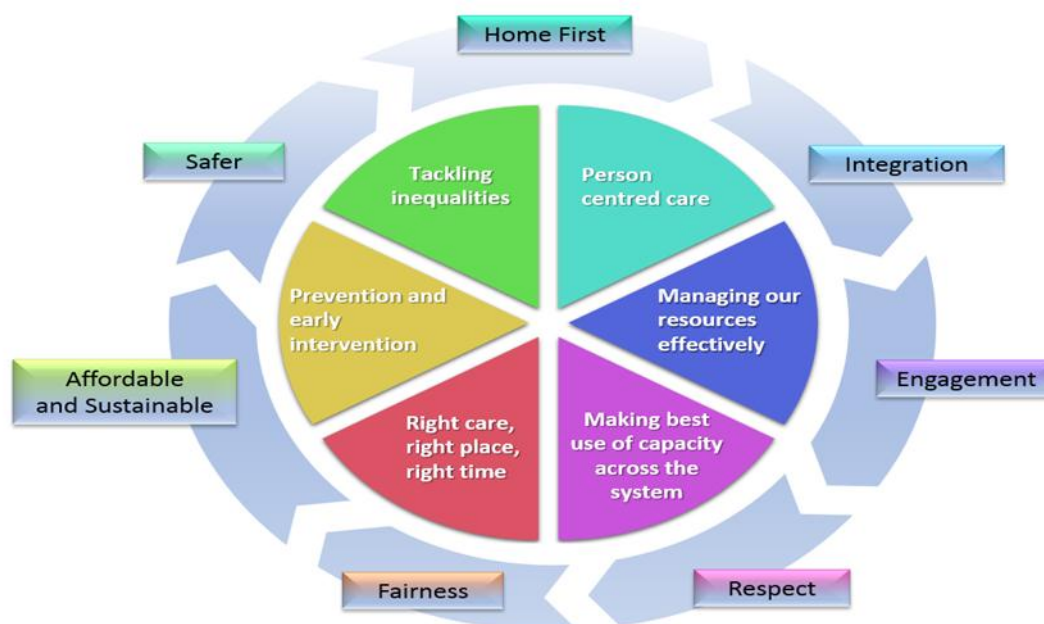 Home First
Safer
Integration
Tackling
inequalities
Person
centred care
Prevention and
early
intervention
Managing our
resources
effectively
Affordable
and Sustainable
Engagement
Right care,
right place,
right time
Making best
use of capacity
across the
system
Fairness
Respect